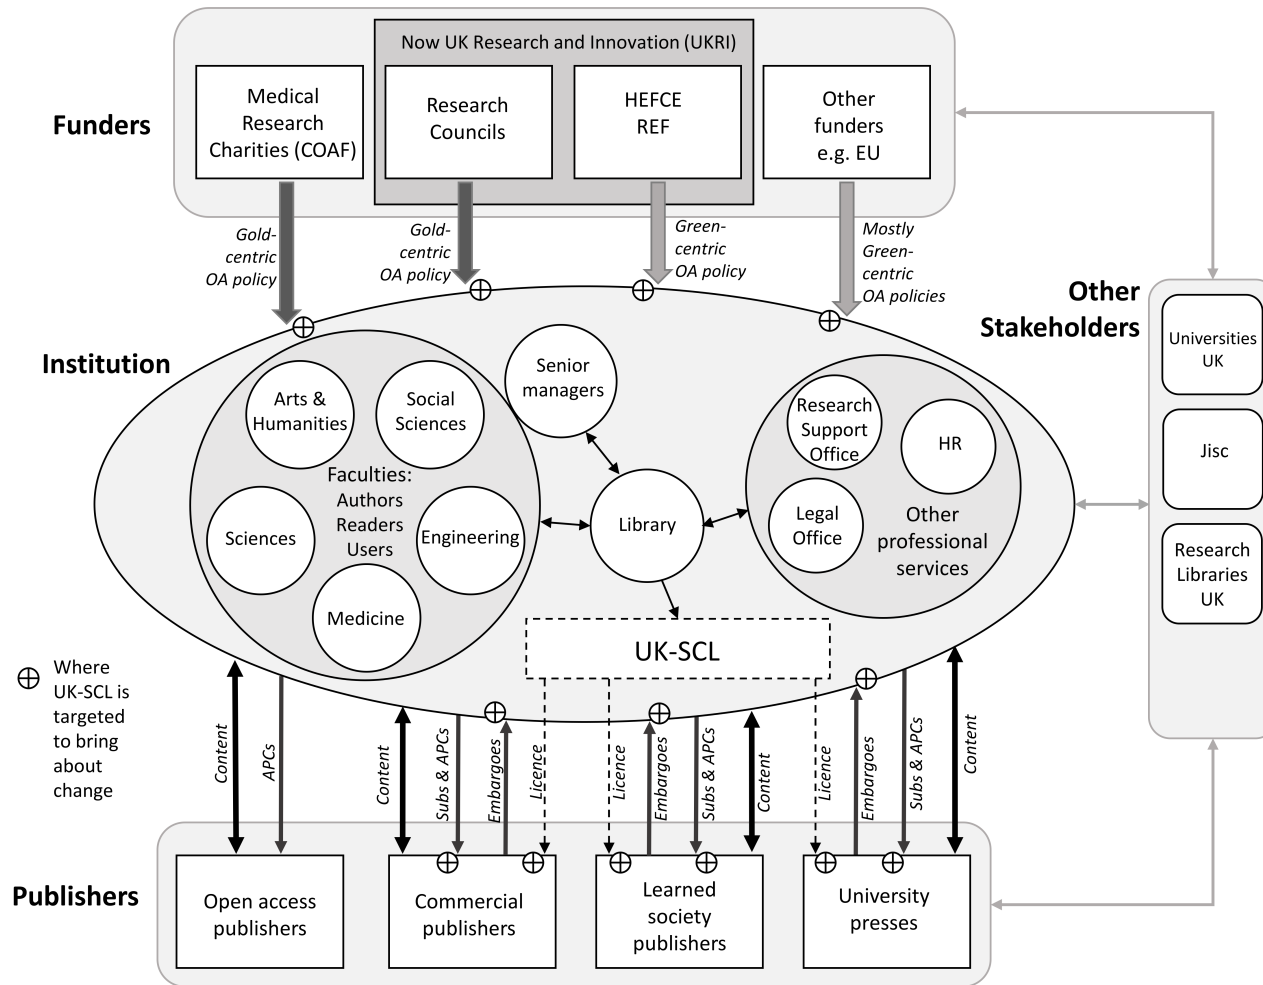 Now UK Research and Innovation (UKRI)
Funders
Medical
Research
Charities (COAF)
Research
Councils
HEFCE
REF
Other
funders
e.g. EU
Gold-
centric
OA policy
Gold-
centric
OA policy
Green-
centric
OA policy
Mostly
Green-
centric
OA policies
Other
Stakeholders
Universities
UK
Jisc
Research
Libraries
UK
Institution
Arts &
Humanities
Social
Sciences
Faculties:
Authors
Readers
Users
Sciences
Engineering
Medicine
Senior
managers
Library
Research
Support
Office
HR
Legal
Office
Other
professional
services
UK-SCL
Where
UK-SCL is
targeted
to bring
about
change
Content
APCs
Content
Subs & APCs
Embargoes
Licence
Licence
Embargoes
Subs & APCs
Content
Licence
Embargoes
Subs & APCs
Content
Publishers
Open access
publishers
Commercial
publishers
Learned
society
publishers
University
presses